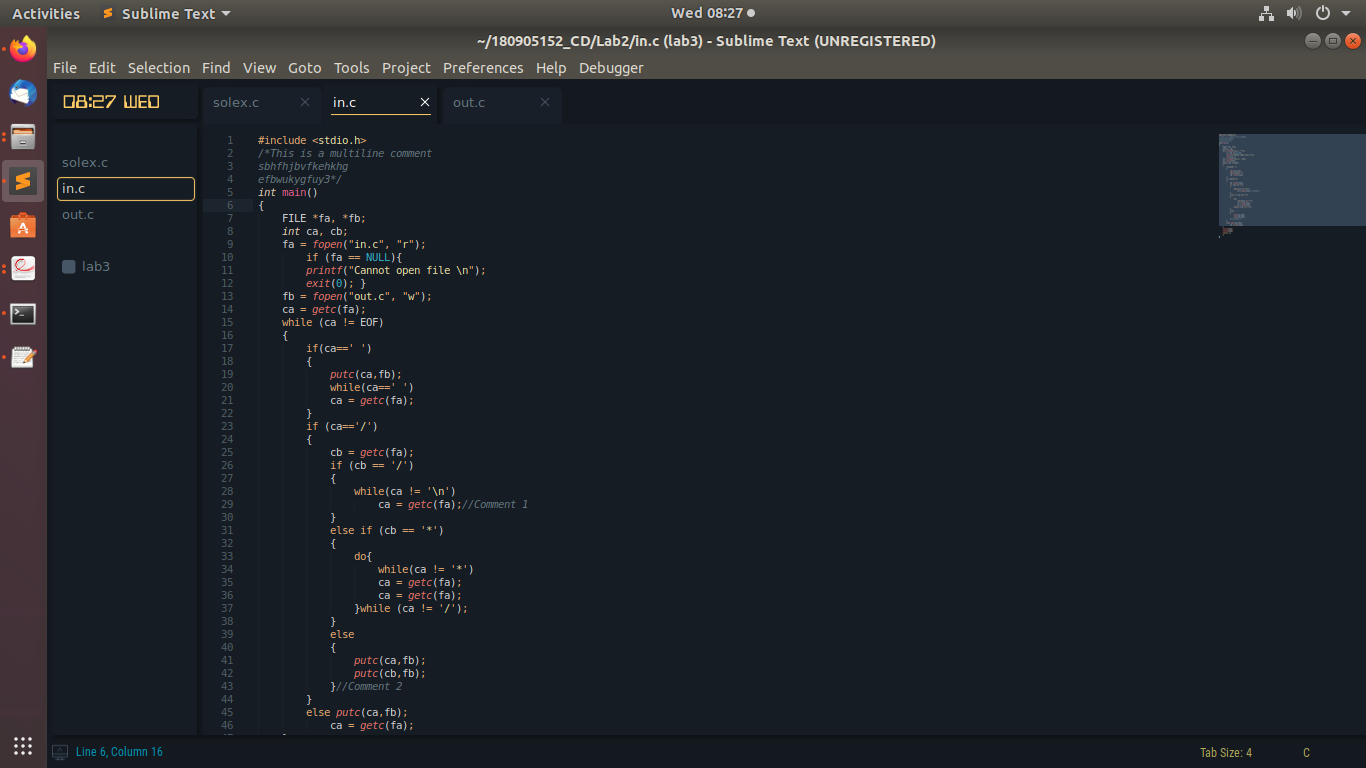 Activities Sublime Text Wed 08:27
~/180905152_CD/Lab2/in.c (lab3) - Sublime Text (UNREGISTERED)
File Edit Selection Find View Goto Tools Project Preferences Help Debugger
08:27 WED
solex.c in.c out.c
solex.c
in.c
out.c
lab3
1 #include <stdio.h>
2 /*This is a multiline comment
3 sbhfhjbvfkehkhg
4 efbwukygfuy3*/
5 int main()
6 {
7 FILE *fa, *fb;
8 int ca, cb;
9 fa = fopen("in.c", "r");
10 if (fa == NULL){
11 printf("Cannot open file \n");
12 exit(0); }
13 fb = fopen("out.c", "w");
14 ca = getc(fa);
15 while (ca != EOF)
16 {
17 if(ca==' ')
18 {
19 putc(ca,fb);
20 while(ca==' ')
21 ca = getc(fa);
22 }
23 if (ca=='/')
24 {
25 cb = getc(fa);
26 if (cb == '/')
27 {
28 while(ca != '\n')
29 ca = getc(fa);//Comment 1
30 }
31 else if (cb == '*')
32 {
33 do{
34 while(ca != '*')
35 ca = getc(fa);
36 ca = getc(fa);
37 }while (ca != '/');
38 }
39 else
40 {
41 putc(ca,fb);
42 putc(cb,fb);
43 }//Comment 2
44 }
45 else putc(ca,fb);
46 ca = getc(fa);
Line 6, Column 16 Tab Size: 4 C